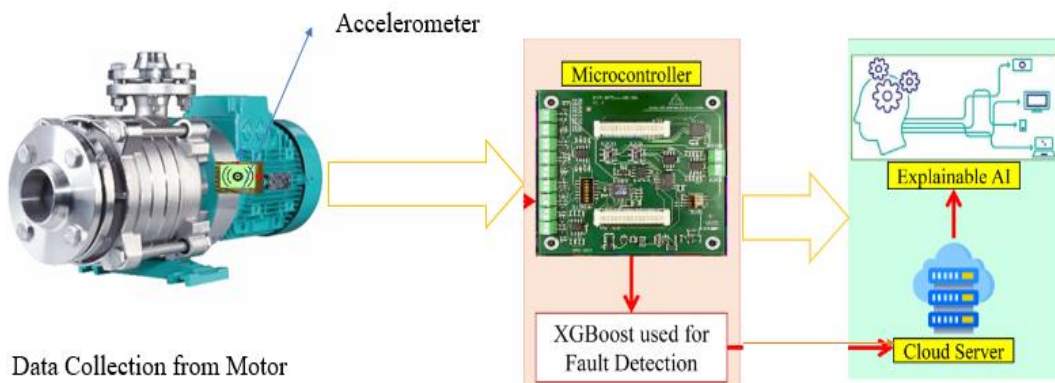 Accelerometer
Microcontroller
Explainable AI
XGBoost used for
Fault Detection
Cloud Server
Data Collection from Motor